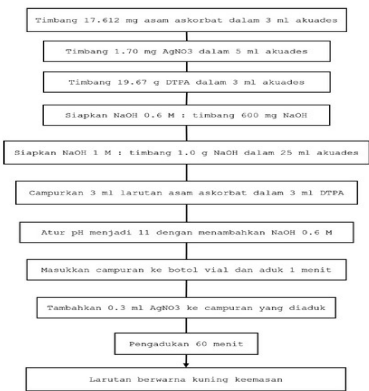 Timbang 17.612 mg asam askorbat dalam 3 ml akuades
Timbang 1.70 mg AgNO3 dalam 5 ml akuades
Timbang 19.67 g DTPA dalam 3 ml akuades
Siapkan NaOH 0.6 M : timbang 600 mg NaOH
Siapkan NaOH 1 M : timbang 1.0 g NaOH dalam 25 ml akuades
Campurkan 3 ml larutan asam askorbat dalam 3 ml DTPA
Atur pH menjadi 11 dengan menambahkan NaOH 0.6 M
Masukkan campuran ke botol vial dan aduk 1 menit
Tambahkan 0.3 ml AgNO3 ke campuran yang diaduk
Pengadukan 60 menit
Larutan berwarna kuning keemasan